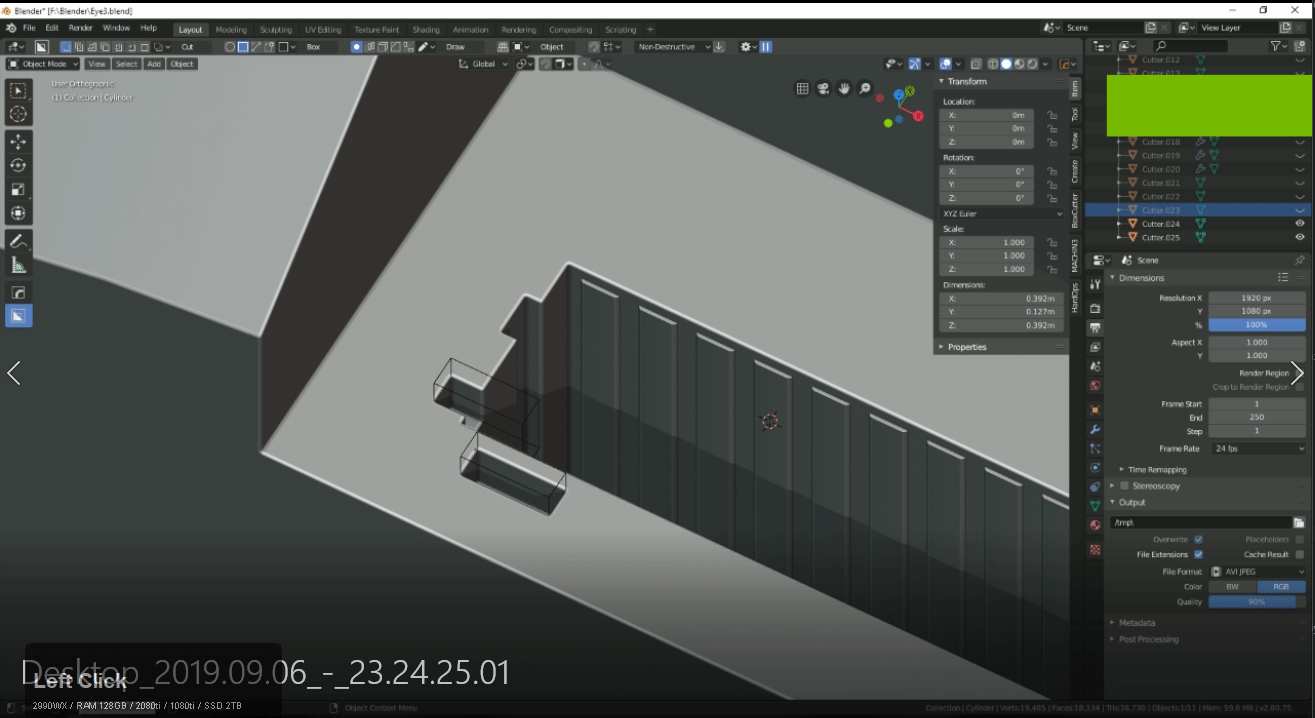 Blender* [F:\Blender\Eye3.blend]
File Edit Render Window Help Layout Modeling Sculpting UV Editing Texture Paint Shading Animation Rendering Compositing Scripting + Scene View Layer
Cut Box Draw Object Non-Destructive
Object Mode View Select Add Object Global
User Orthographic
(1) Collection | Cylinder
Transform
Location:
X: 0m
Y: 0m
Z: 0m
Rotation:
X: 0°
Y: 0°
Z: 0°
XYZ Euler
Scale:
X: 1.000
Y: 1.000
Z: 1.000
Dimensions:
X: 0.392m
Y: 0.127m
Z: 0.392m
Properties
Item
Tool
View
Create
BoxCutter
MACHIN3
HardOps
Cutter.012
Cutter.013
Cutter.018
Cutter.019
Cutter.020
Cutter.021
Cutter.022
Cutter.023
Cutter.024
Cutter.025
Scene
Dimensions
Resolution X 1920 px
Y 1080 px
% 100%
Aspect X 1.000
Y 1.000
Render Region
Crop to Render Region
Frame Start 1
End 250
Step 1
Frame Rate 24 fps
Time Remapping
Stereoscopy
Output
/tmp\
Overwrite Placeholders
File Extensions Cache Result
File Format AVI JPEG
Color BW RGB
Quality 90%
Metadata
Post Processing
Desktop_2019.09.06_-_23.24.25.01
Left Click
2990WX / RAM 128GB / 2080ti / 1080ti / SSD 2TB
Object Context Menu
Collection | Cylinder | Verts:19,485 | Faces:18,334 | Tris:38,730 | Objects:1/11 | Mem: 59.8 MB | v2.80.75